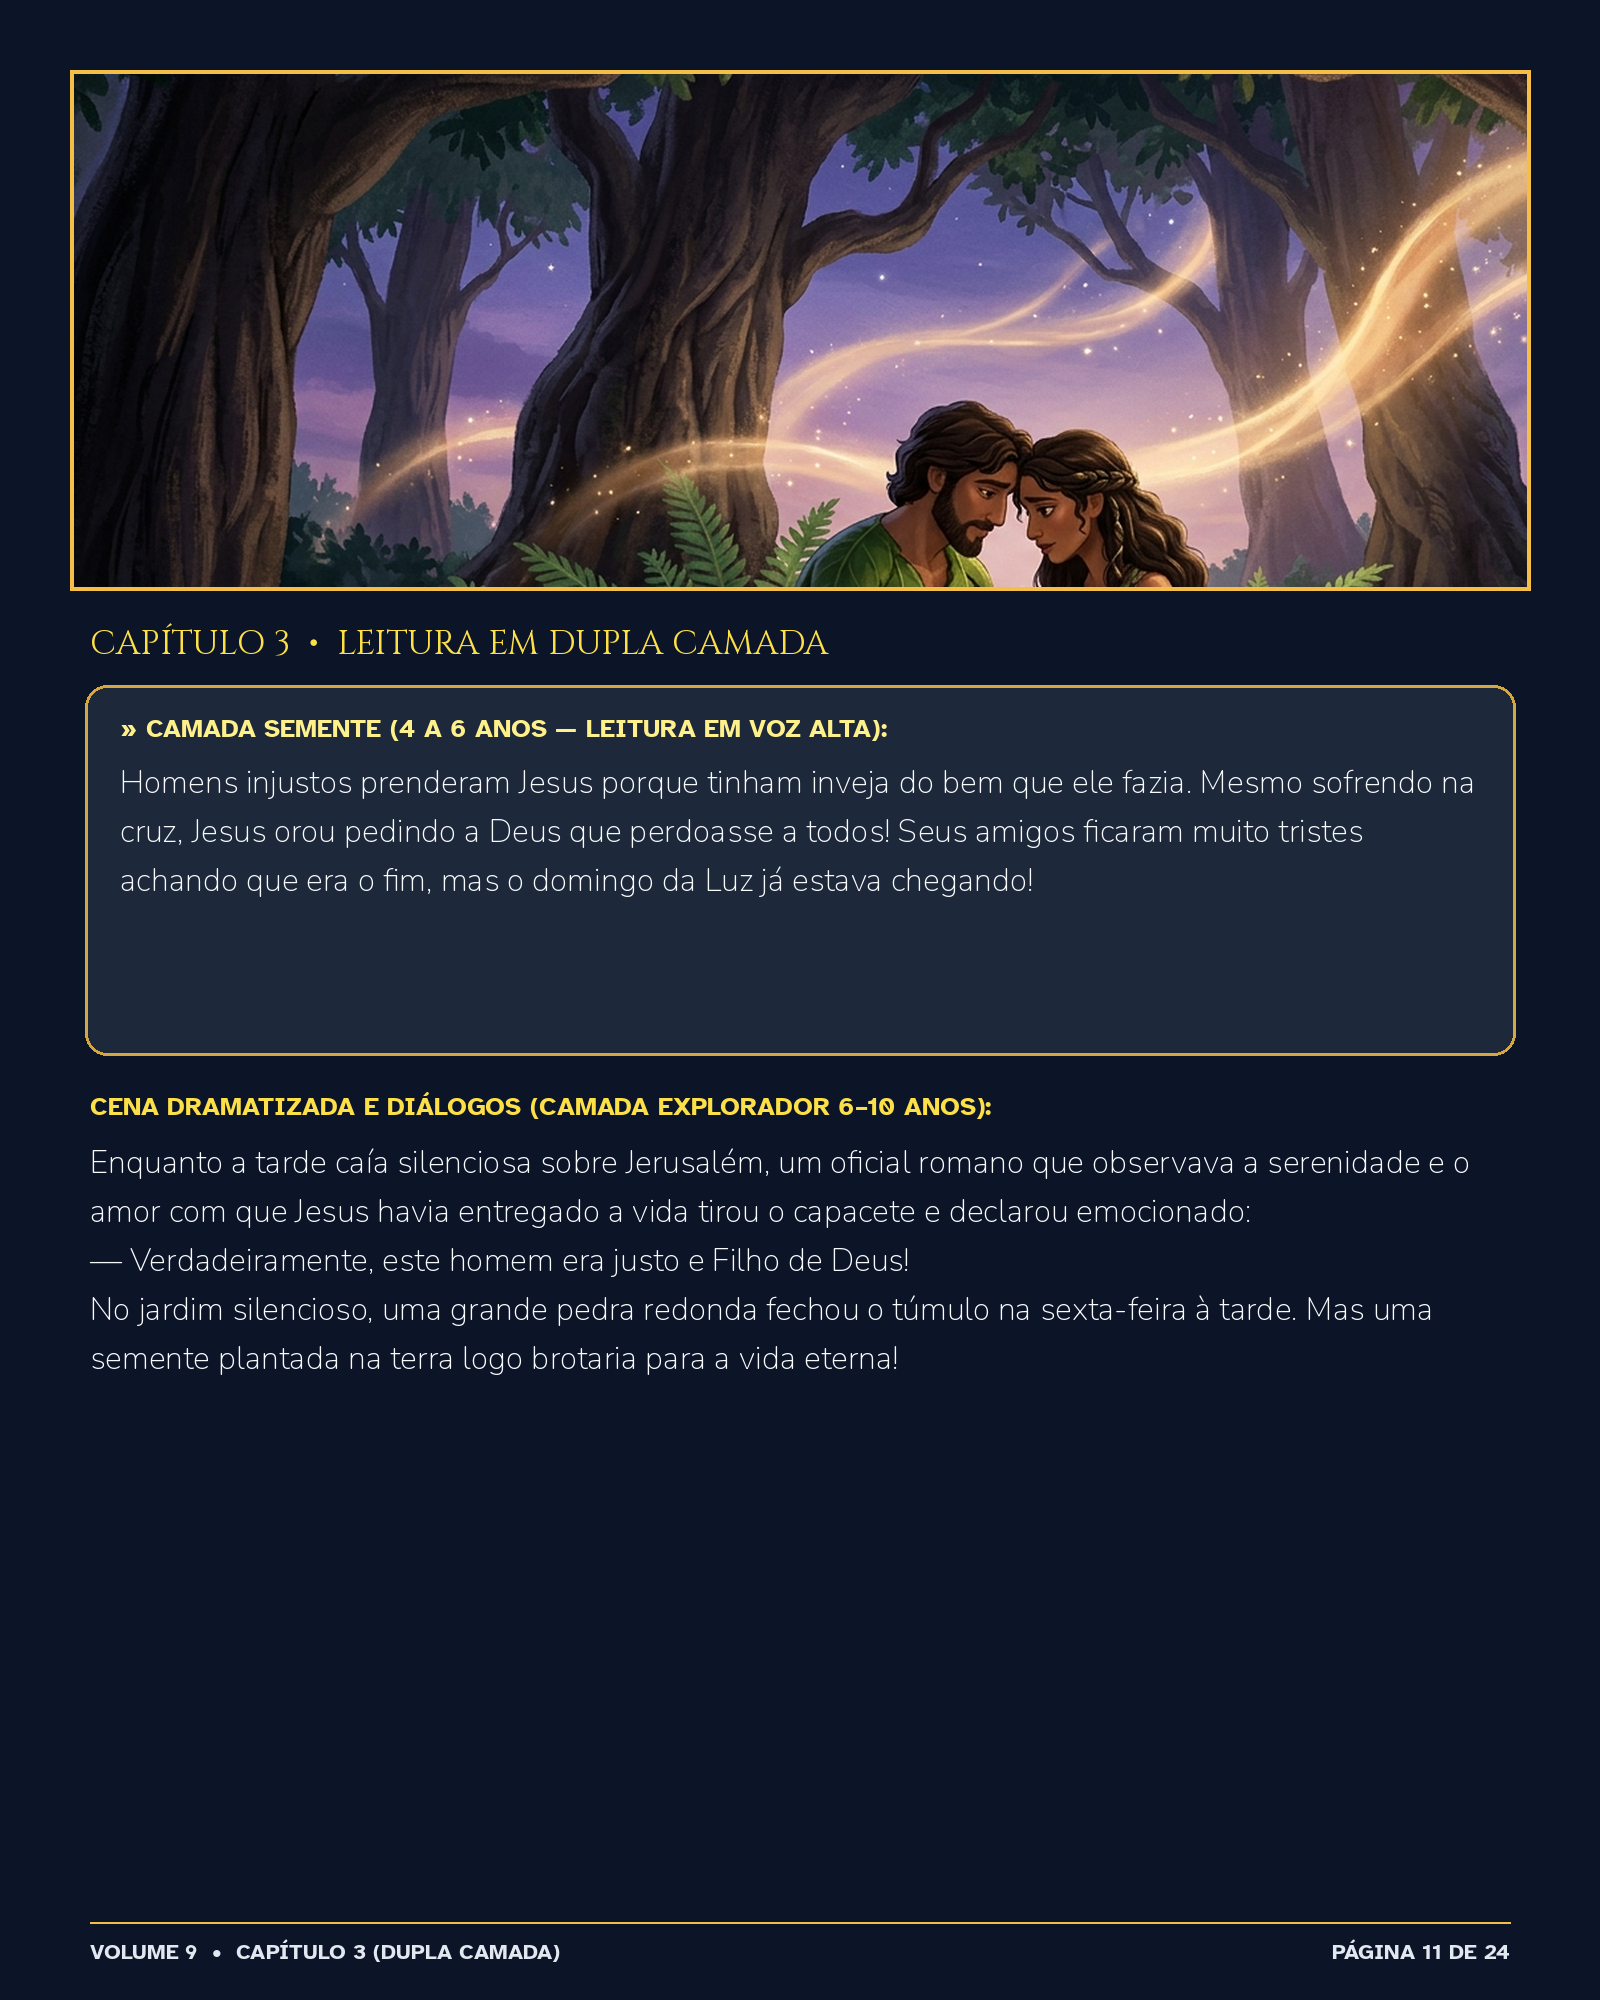 CAPÍTULO 3 • LEITURA EM DUPLA CAMADA
» CAMADA SEMENTE (4 A 6 ANOS — LEITURA EM VOZ ALTA):
Homens injustos prenderam Jesus porque tinham inveja do bem que ele fazia. Mesmo sofrendo na
cruz, Jesus orou pedindo a Deus que perdoasse a todos! Seus amigos ficaram muito tristes
achando que era o fim, mas o domingo da Luz já estava chegando!
CENA DRAMATIZADA E DIÁLOGOS (CAMADA EXPLORADOR 6–10 ANOS):
Enquanto a tarde caía silenciosa sobre Jerusalém, um oficial romano que observava a serenidade e o
amor com que Jesus havia entregado a vida tirou o capacete e declarou emocionado:
— Verdadeiramente, este homem era justo e Filho de Deus!
No jardim silencioso, uma grande pedra redonda fechou o túmulo na sexta-feira à tarde. Mas uma
semente plantada na terra logo brotaria para a vida eterna!
VOLUME 9 • CAPÍTULO 3 (DUPLA CAMADA)
PÁGINA 11 DE 24